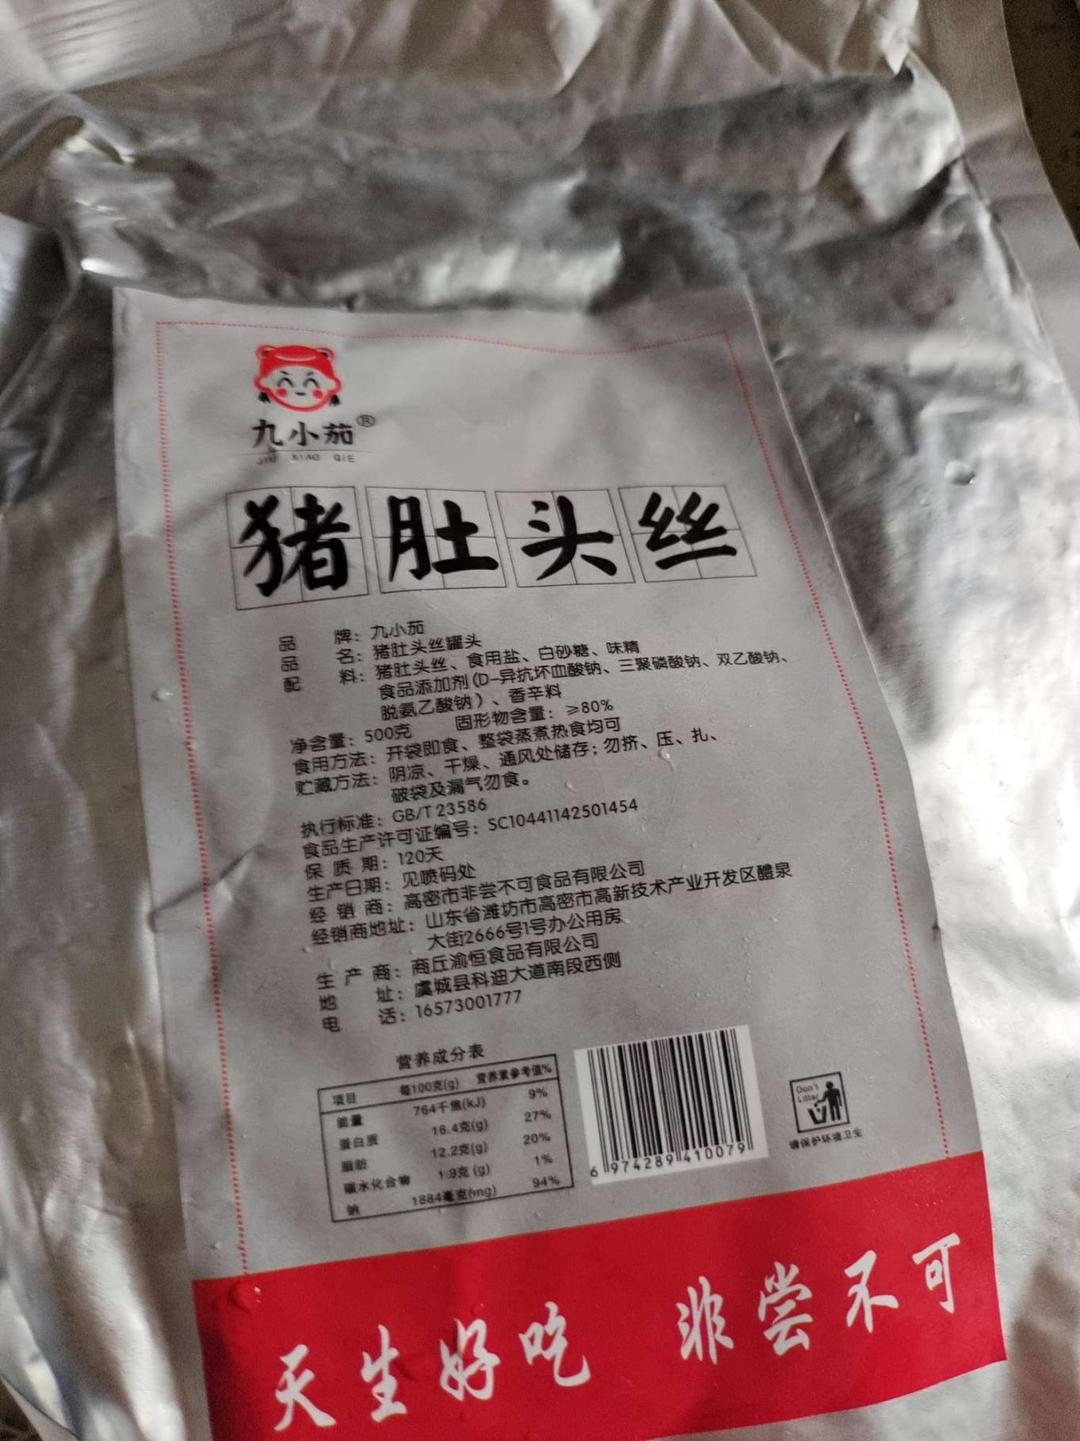 九小茄®
JIU XIAO QIE
猪肚头丝
品 牌：九小茄
品 名：猪肚头丝罐头
配 料：猪肚头丝、食用盐、白砂糖、味精
食品添加剂(D-异抗坏血酸钠、三聚磷酸钠、双乙酸钠、
脱氨乙酸钠)、香辛料
净含量：500克 固形物含量：≥80%
食用方法：开袋即食、整袋蒸煮热食均可
贮藏方法：阴凉、干燥、通风处储存；勿挤、压、扎、
破袋及漏气勿食。
执行标准：GB/T 23586
食品生产许可证编号：SC10441142501454
保 质 期：120天
生产日期：见喷码处
经 销 商：高密市非尝不可食品有限公司
经销商地址：山东省潍坊市高密市高新技术产业开发区醴泉
大街2666号1号办公用房
生 产 商：商丘渝恒食品有限公司
地 址：虞城县科迪大道南段西侧
电 话：16573001777
营养成分表
项目 每100克(g) 营养素参考值%
能量 764千焦(kJ) 9%
蛋白质 16.4克(g) 27%
脂肪 12.2克(g) 20%
碳水化合物 1.9克(g) 1%
钠 1884毫克(mg) 94%
6 974289 410079
Don't
Litter
请保护环境卫生
天生好吃 非尝不可